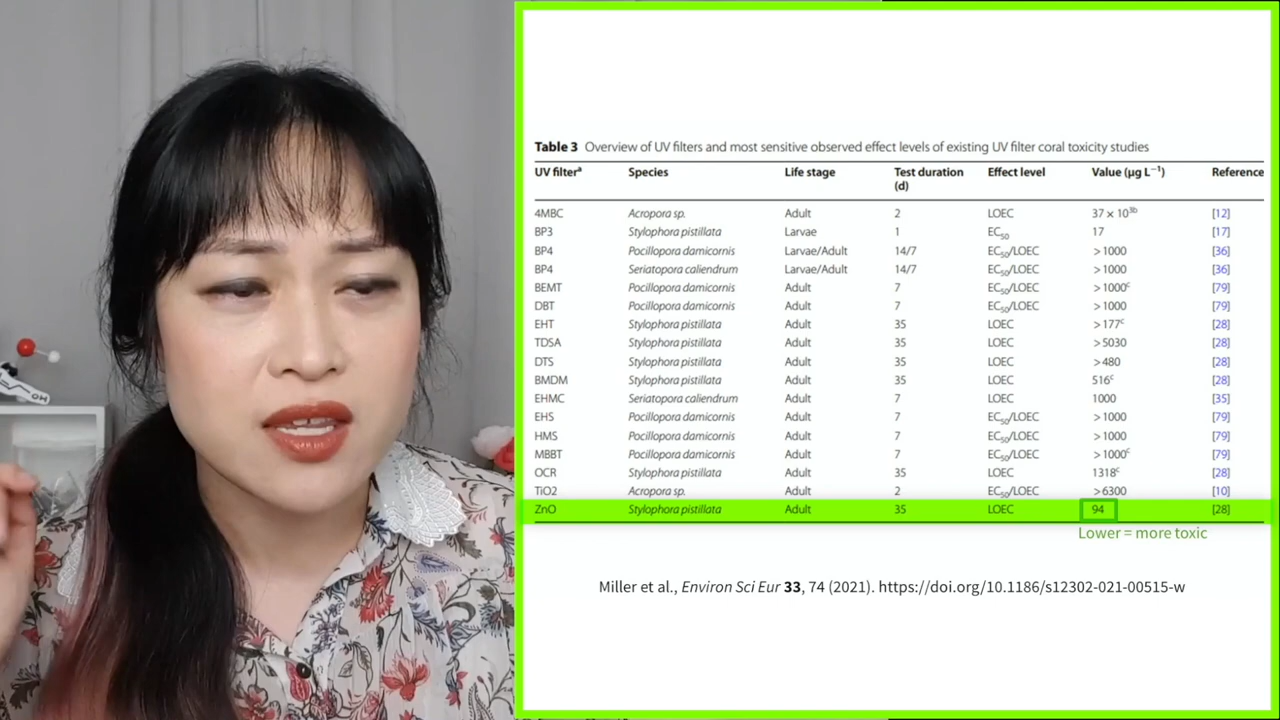 Table 3 Overview of UV filters and most sensitive observed effect levels of existing UV filter coral toxicity studies
UV filterᵃ Species Life stage Test duration (d) Effect level Value (µg L⁻¹) Reference
4MBC Acropora sp. Adult 2 LOEC 37 × 10³ᵇ [12]
BP3 Stylophora pistillata Larvae 1 EC₅₀ 17 [17]
BP4 Pocillopora damicornis Larvae/Adult 14/7 EC₅₀/LOEC >1000 [36]
BP4 Seriatopora caliendrum Larvae/Adult 14/7 EC₅₀/LOEC >1000 [36]
BEMT Pocillopora damicornis Adult 7 EC₅₀/LOEC >1000ᶜ [79]
DBT Pocillopora damicornis Adult 7 EC₅₀/LOEC >1000 [79]
EHT Stylophora pistillata Adult 35 LOEC >177ᶜ [28]
TDSA Stylophora pistillata Adult 35 LOEC >5030 [28]
DTS Stylophora pistillata Adult 35 LOEC >480 [28]
BMDM Stylophora pistillata Adult 35 LOEC 516ᶜ [28]
EHMC Seriatopora caliendrum Adult 7 LOEC 1000 [35]
EHS Pocillopora damicornis Adult 7 EC₅₀/LOEC >1000 [79]
HMS Pocillopora damicornis Adult 7 EC₅₀/LOEC >1000 [79]
MBBT Pocillopora damicornis Adult 7 EC₅₀/LOEC >1000ᶜ [79]
OCR Stylophora pistillata Adult 35 LOEC 1318ᶜ [28]
TiO2 Acropora sp. Adult 2 EC₅₀/LOEC >6300 [10]
ZnO Stylophora pistillata Adult 35 LOEC 94 [28]
Lower = more toxic
Miller et al., Environ Sci Eur 33, 74 (2021). https://doi.org/10.1186/s12302-021-00515-w
OH